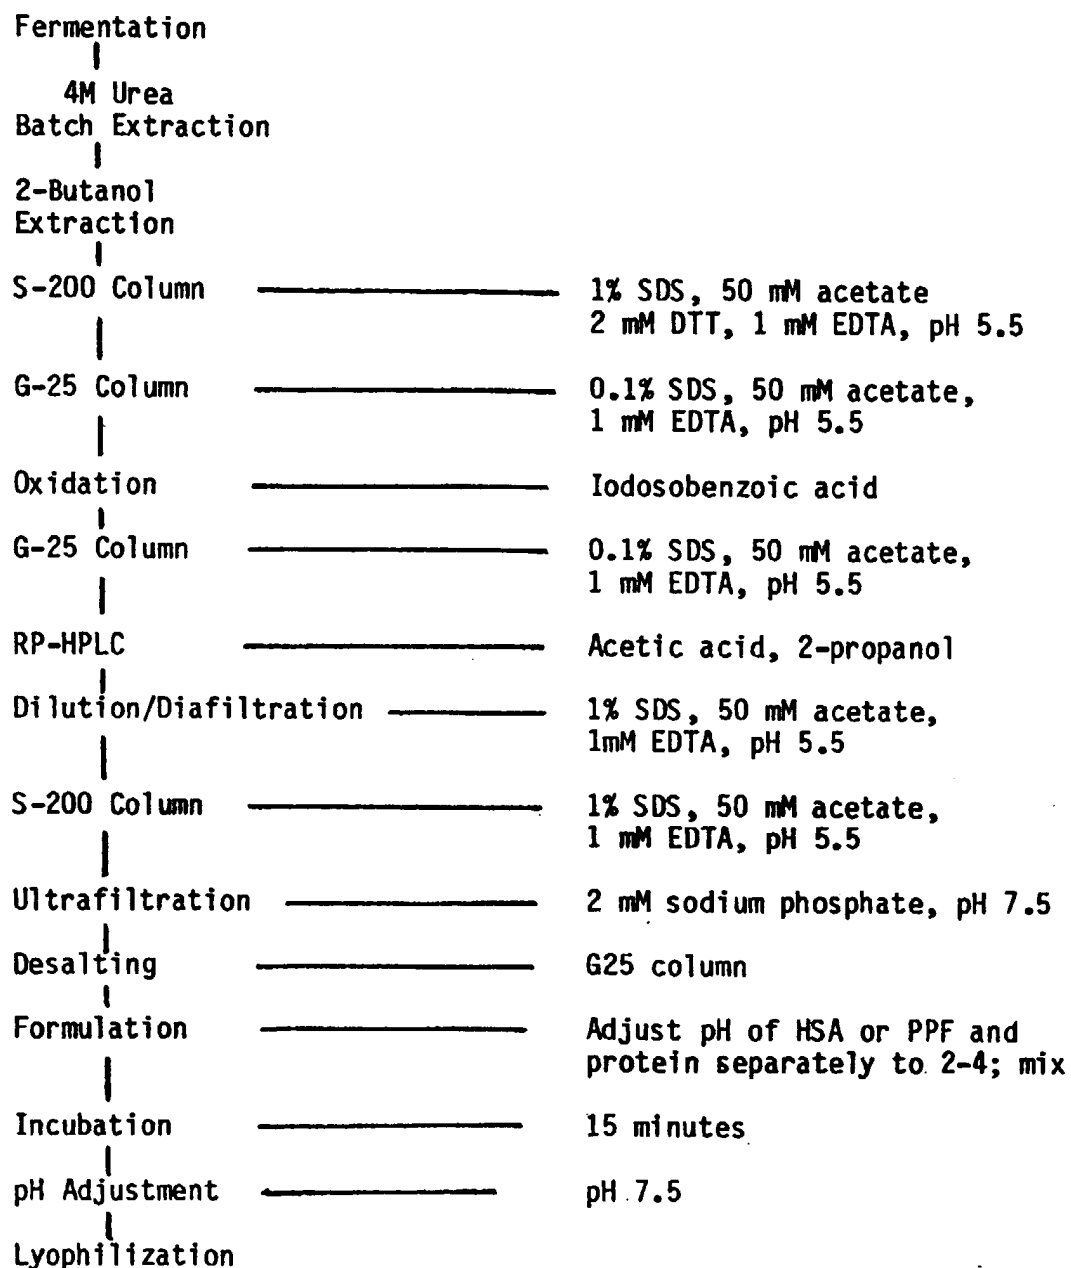 Fermentation
4M Urea
Batch Extraction
2-Butanol
Extraction
S-200 Column 1% SDS, 50 mM acetate
2 mM DTT, 1 mM EDTA, pH 5.5
G-25 Column 0.1% SDS, 50 mM acetate,
1 mM EDTA, pH 5.5
Oxidation Iodosobenzoic acid
G-25 Column 0.1% SDS, 50 mM acetate,
1 mM EDTA, pH 5.5
RP-HPLC Acetic acid, 2-propanol
Dilution/Diafiltration 1% SDS, 50 mM acetate,
1mM EDTA, pH 5.5
S-200 Column 1% SDS, 50 mM acetate,
1 mM EDTA, pH 5.5
Ultrafiltration 2 mM sodium phosphate, pH 7.5
Desalting G25 column
Formulation Adjust pH of HSA or PPF and
protein separately to 2-4; mix
Incubation 15 minutes
pH Adjustment pH 7.5
Lyophilization